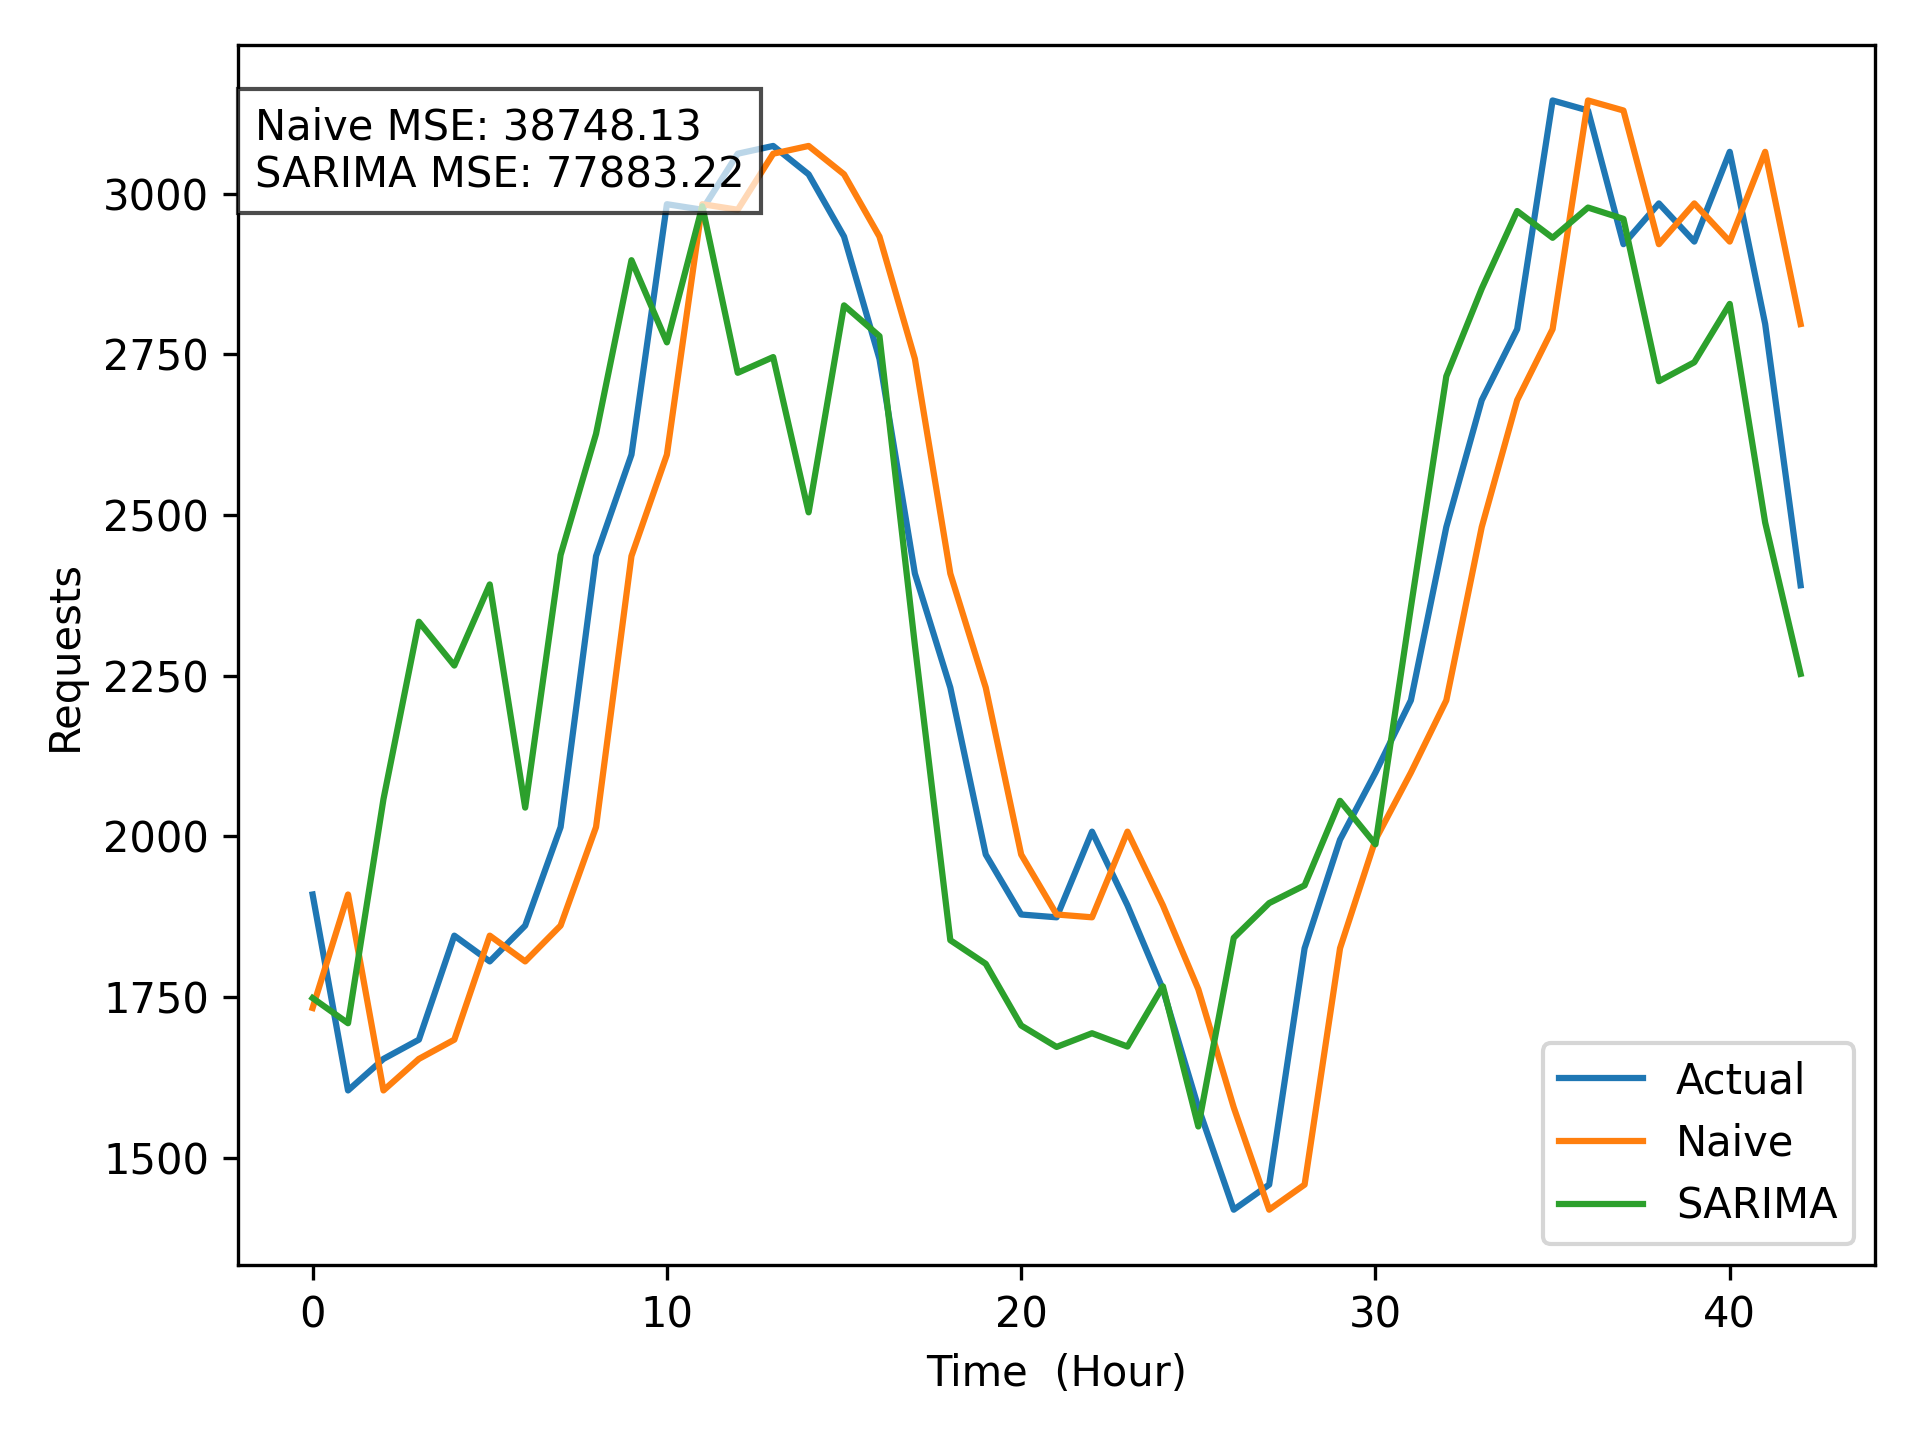 Naive MSE: 38748.13
SARIMA MSE: 77883.22
3000
2750
2500
2250
2000
1750
1500
Requests
0 10 20 30 40
Time (Hour)
Actual
Naive
SARIMA